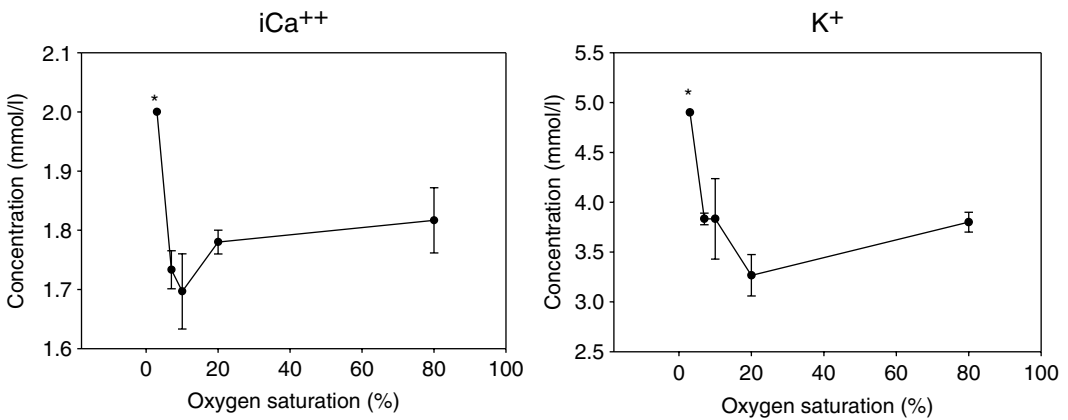 iCa++
2.1
2.0
1.9
1.8
1.7
1.6
Concentration (mmol/l)
*
0 20 40 60 80 100
Oxygen saturation (%)
K+
5.5
5.0
4.5
4.0
3.5
3.0
2.5
Concentration (mmol/l)
*
0 20 40 60 80 100
Oxygen saturation (%)